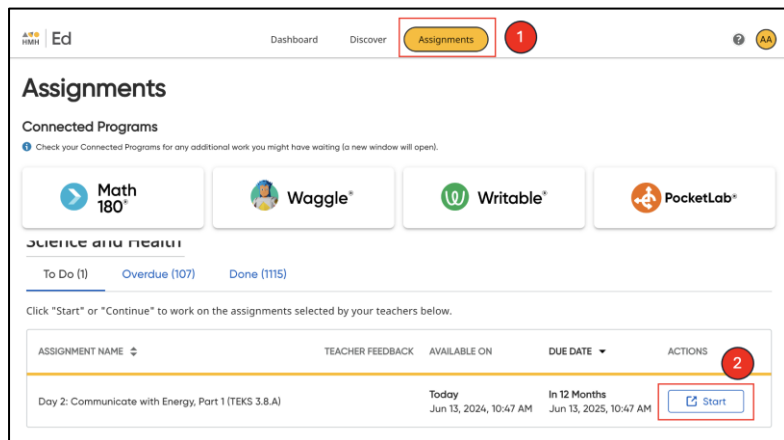 HMH Ed Dashboard Discover Assignments 1 ? AA
Assignments
Connected Programs
Check your Connected Programs for any additional work you might have waiting (a new window will open).
Math 180® Waggle® Writable® PocketLab®
Science and Health
To Do (1) Overdue (107) Done (1115)
Click "Start" or "Continue" to work on the assignments selected by your teachers below.
ASSIGNMENT NAME TEACHER FEEDBACK AVAILABLE ON DUE DATE ACTIONS 2
Day 2: Communicate with Energy, Part 1 (TEKS 3.8.A) Today In 12 Months Start
Jun 13, 2024, 10:47 AM Jun 13, 2025, 10:47 AM